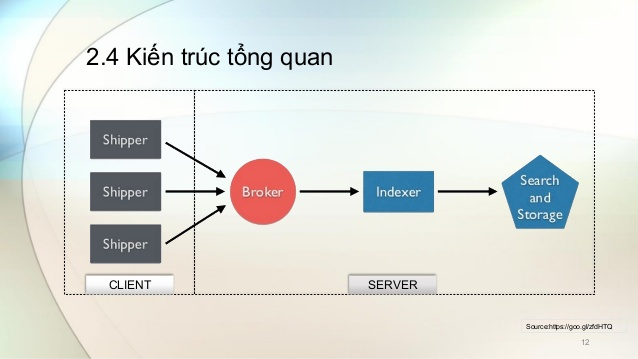 2.4 Kiến trúc tổng quan
Shipper
Shipper
Shipper
Broker
Indexer
Search
and
Storage
CLIENT
SERVER
Source:https://goo.gl/zfdHTQ
12